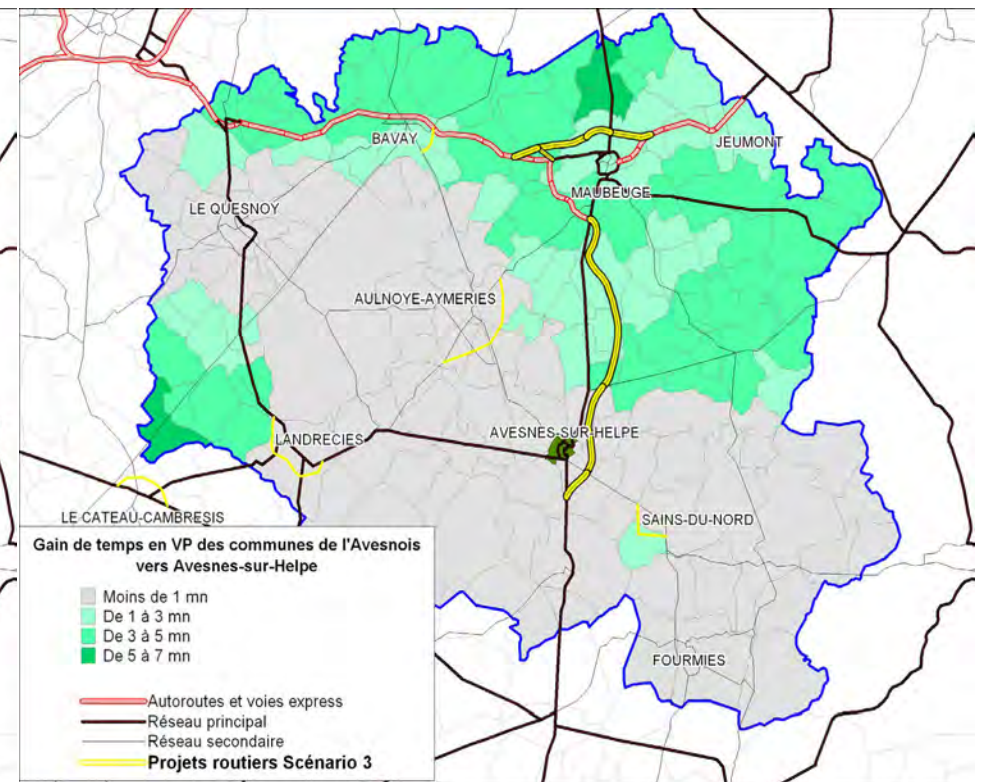 BAVAY
JEUMONT
MAUBEUGE
LE QUESNOY
AULNOYE-AYMERIES
AVESNES-SUR-HELPE
LANDRECIES
LE CATEAU-CAMBRESIS
SAINS-DU-NORD
FOURMIES
Gain de temps en VP des communes de l'Avesnois
vers Avesnes-sur-Helpe
Moins de 1 mn
De 1 à 3 mn
De 3 à 5 mn
De 5 à 7 mn
Autoroutes et voies express
Réseau principal
Réseau secondaire
Projets routiers Scénario 3